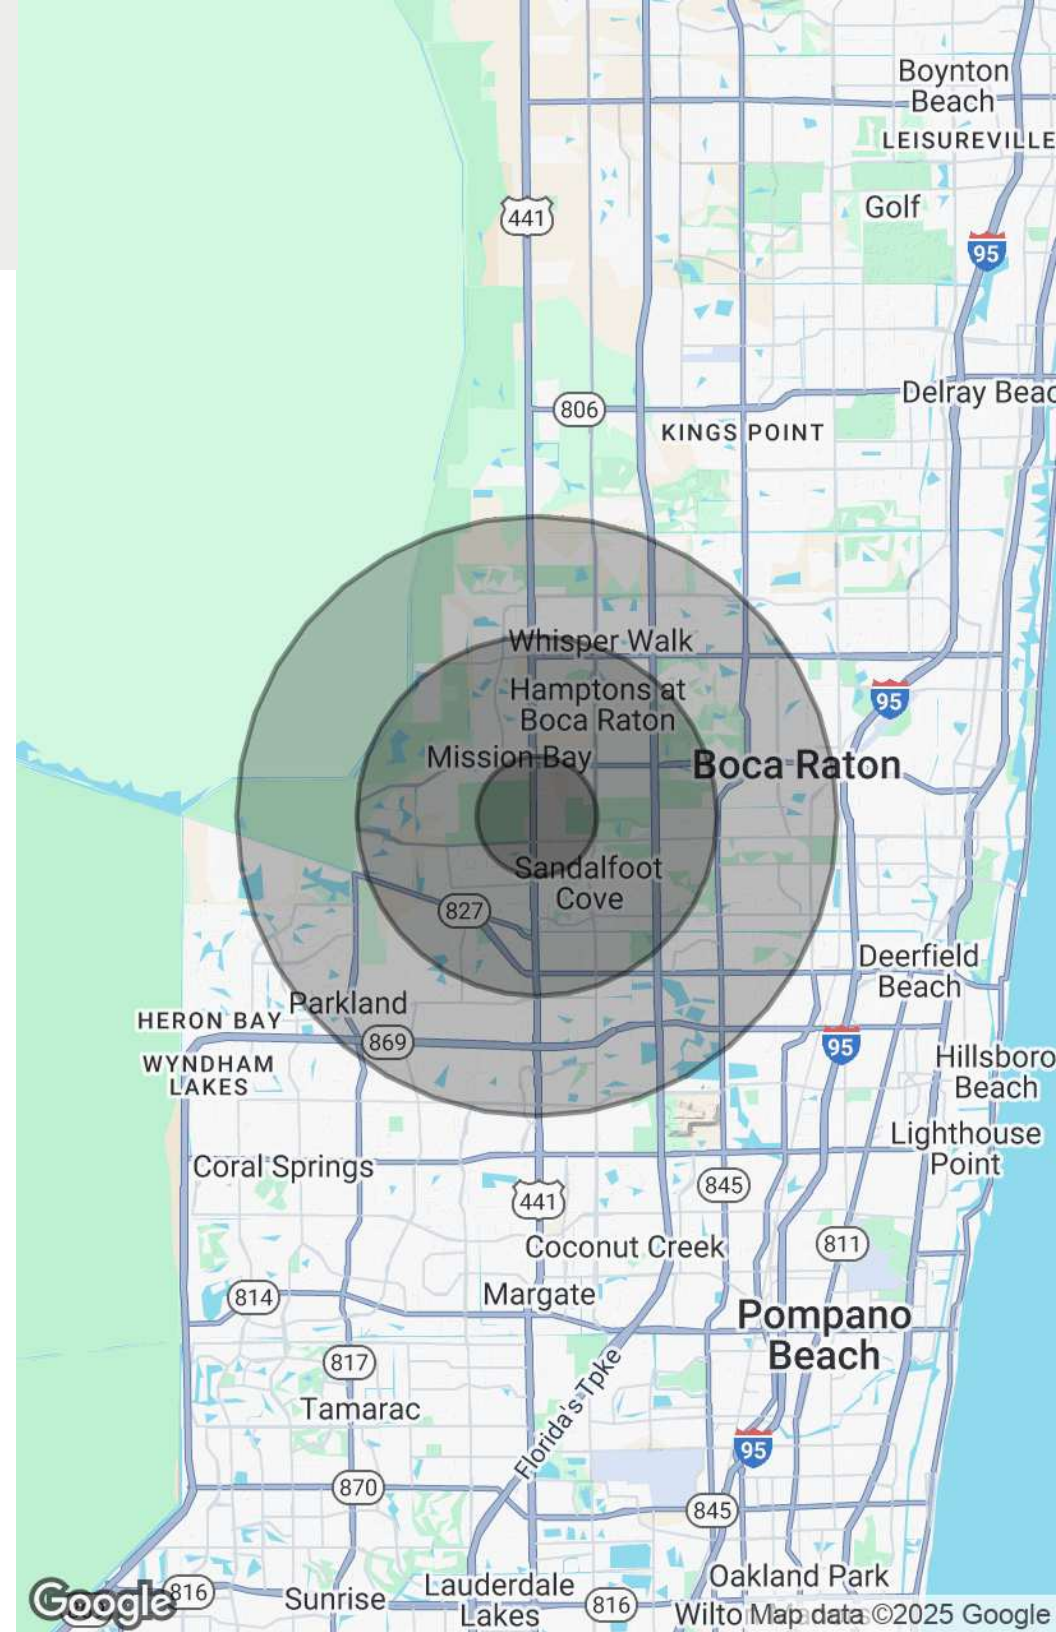 Boynton
Beach
LEISUREVILLE
441
Golf
95
Delray Beac
806
KINGS POINT
Whisper Walk
Hamptons at
Boca Raton
95
Mission Bay
Boca Raton
Sandalfoot
Cove
827
Deerfield
Beach
Parkland
HERON BAY
869
95
WYNDHAM
LAKES
Hillsboro
Beach
Lighthouse
Point
Coral Springs
845
441
Coconut Creek
811
814
Margate
Pompano
Beach
817
Florida's Tpke
Tamarac
95
870
845
Oakland Park
Lauderdale
Lakes
Google
816
Sunrise
816
Wilto
Map data ©2025 Google